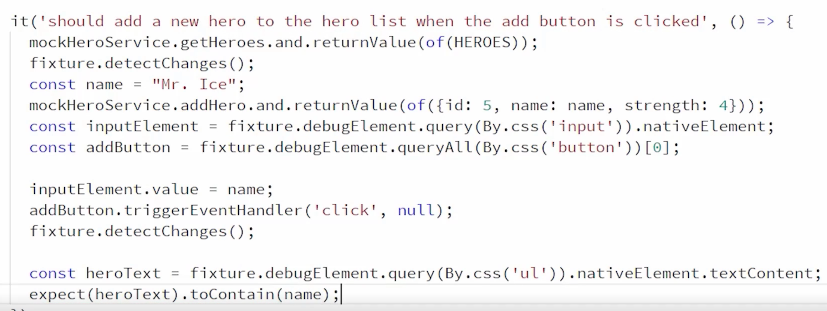 it('should add a new hero to the hero list when the add button is clicked', () => {
mockHeroService.getHeroes.and.returnValue(of(HEROES));
fixture.detectChanges();
const name = "Mr. Ice";
mockHeroService.addHero.and.returnValue(of({id: 5, name: name, strength: 4}));
const inputElement = fixture.debugElement.query(By.css('input')).nativeElement;
const addButton = fixture.debugElement.queryAll(By.css('button'))[0];
inputElement.value = name;
addButton.triggerEventHandler('click', null);
fixture.detectChanges();
const heroText = fixture.debugElement.query(By.css('ul')).nativeElement.textContent;
expect(heroText).toContain(name);